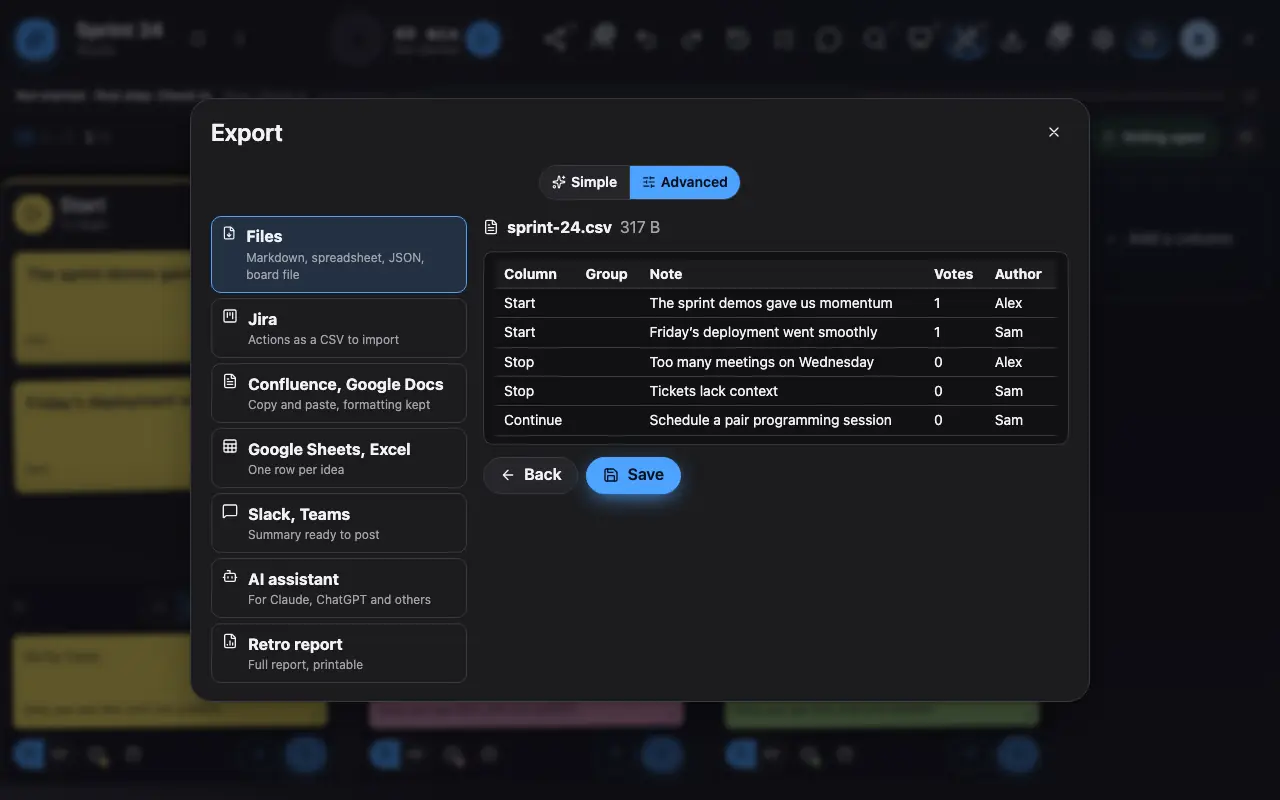 Sprint 24
Start
Export
Simple
Advanced
Files
Markdown, spreadsheet, JSON,
board file
Jira
Actions as a CSV to import
Confluence, Google Docs
Copy and paste, formatting kept
Google Sheets, Excel
One row per idea
Slack, Teams
Summary ready to post
AI assistant
For Claude, ChatGPT and others
Retro report
Full report, printable
sprint-24.csv 317 B
Column Group Note Votes Author
Start The sprint demos gave us momentum 1 Alex
Start Friday’s deployment went smoothly 1 Sam
Stop Too many meetings on Wednesday 0 Alex
Stop Tickets lack context 0 Sam
Continue Schedule a pair programming session 0 Sam
Back
Save
Add a column